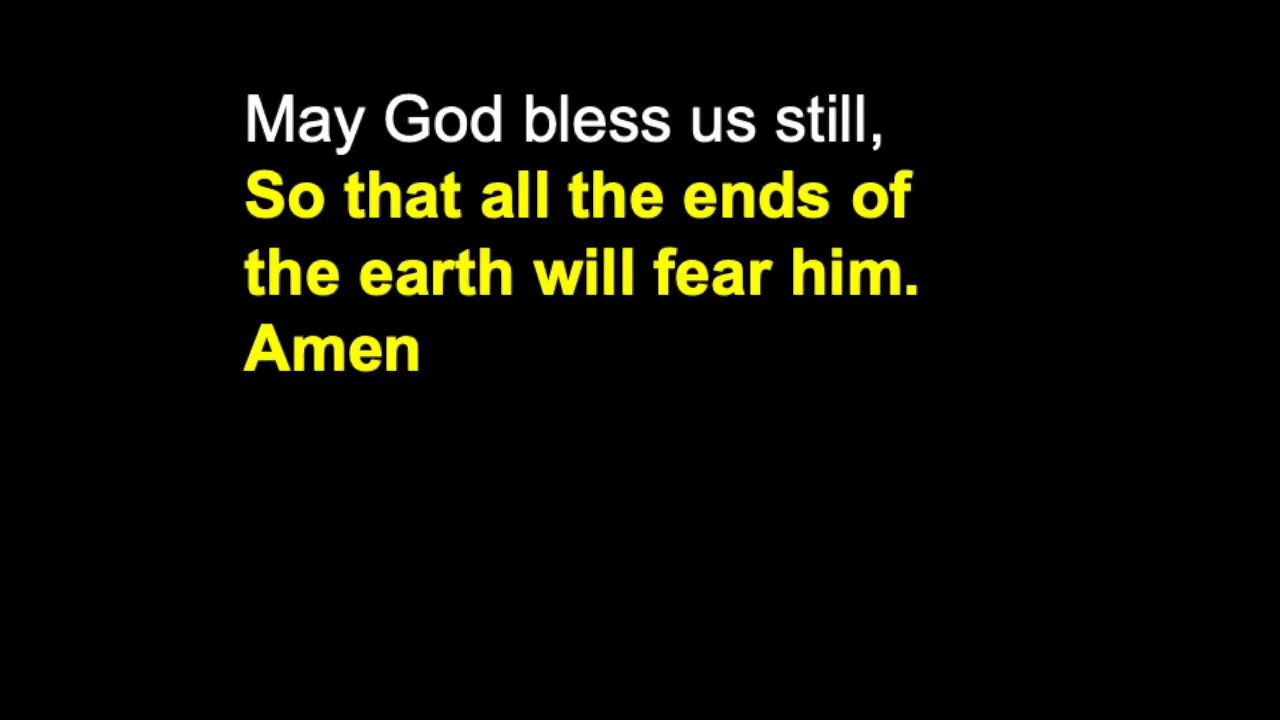 May God bless us still,
So that all the ends of
the earth will fear him.
Amen